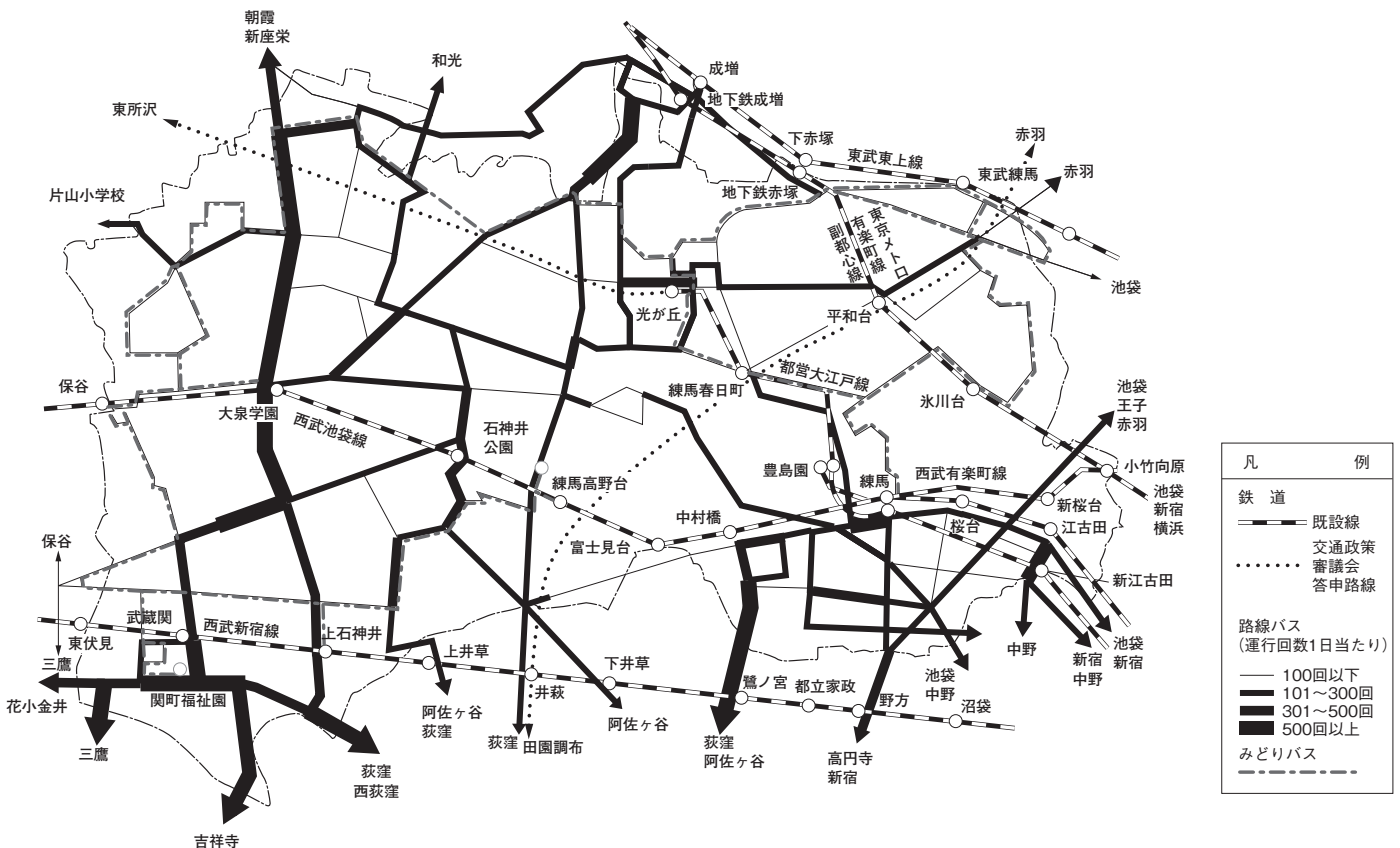 朝霞
新座栄
和光
成増
地下鉄成増
東所沢
下赤塚
東武東上線
赤羽
東武練馬
赤羽
地下鉄赤塚
片山小学校
東京メトロ
有楽町線
副都心線
池袋
光が丘
平和台
保谷
大泉学園
西武池袋線
石神井
公園
練馬春日町
都営大江戸線
氷川台
池袋
王子
赤羽
豊島園
練馬
西武有楽町線
小竹向原
池袋
新宿
横浜
練馬高野台
中村橋
新桜台
桜台
江古田
富士見台
新江古田
保谷
東伏見
武蔵関
西武新宿線
上石神井
上井草
下井草
井荻
三鷹
花小金井
関町福祉園
鷺ノ宮
都立家政
野方
沼袋
池袋
中野
中野
新宿
中野
池袋
新宿
阿佐ヶ谷
荻窪
荻窪
田園調布
阿佐ヶ谷
荻窪
阿佐ヶ谷
高円寺
新宿
三鷹
荻窪
西荻窪
吉祥寺
凡 例
鉄 道
既設線
交通政策
審議会
答申路線
路線バス
(運行回数1日当たり)
100回以下
101〜300回
301〜500回
500回以上
みどりバス